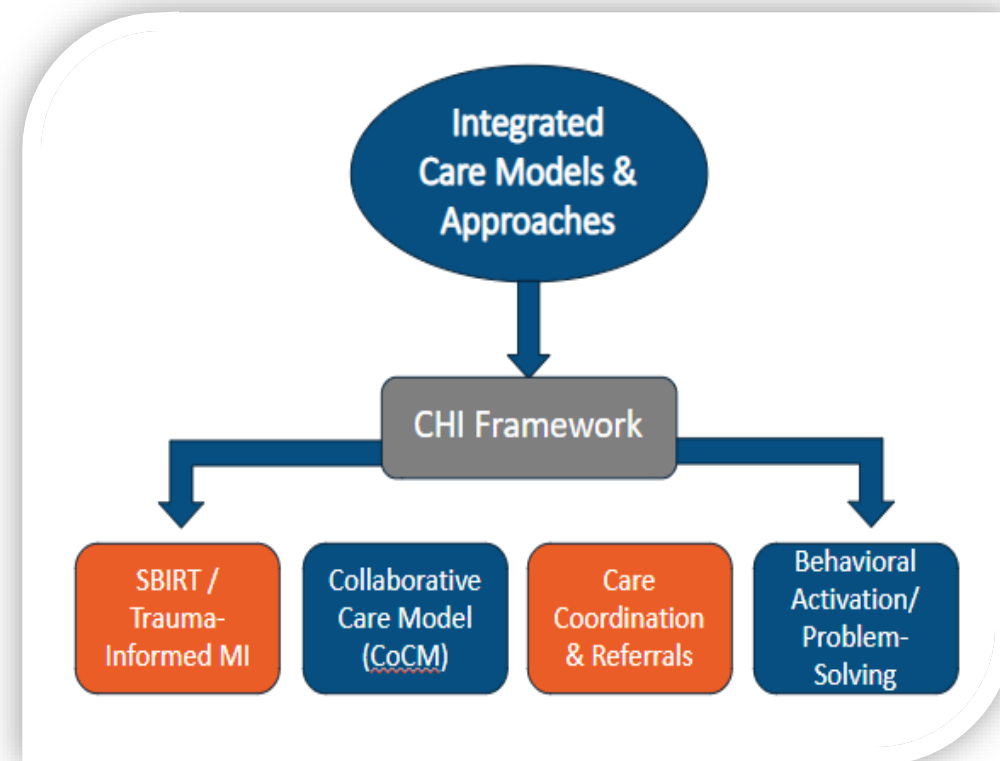 Integrated
Care Models &
Approaches
CHI Framework
SBIRT /
Trauma-
Informed MI
Collaborative
Care Model
(CoCM)
Care
Coordination
& Referrals
Behavioral
Activation/
Problem-
Solving